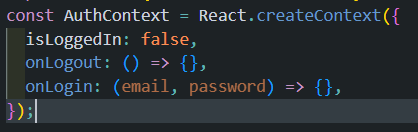 const AuthContext = React.createContext({
  isLoggedIn: false,
  onLogout: () => {},
  onLogin: (email, password) => {},
});